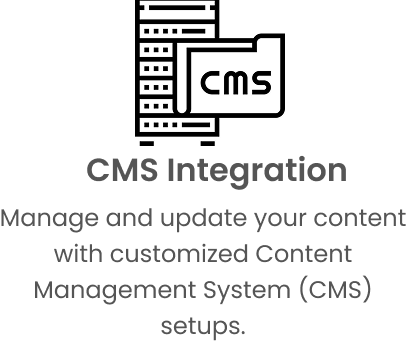 CMS
CMS Integration
Manage and update your content
with customized Content
Management System (CMS)
setups.